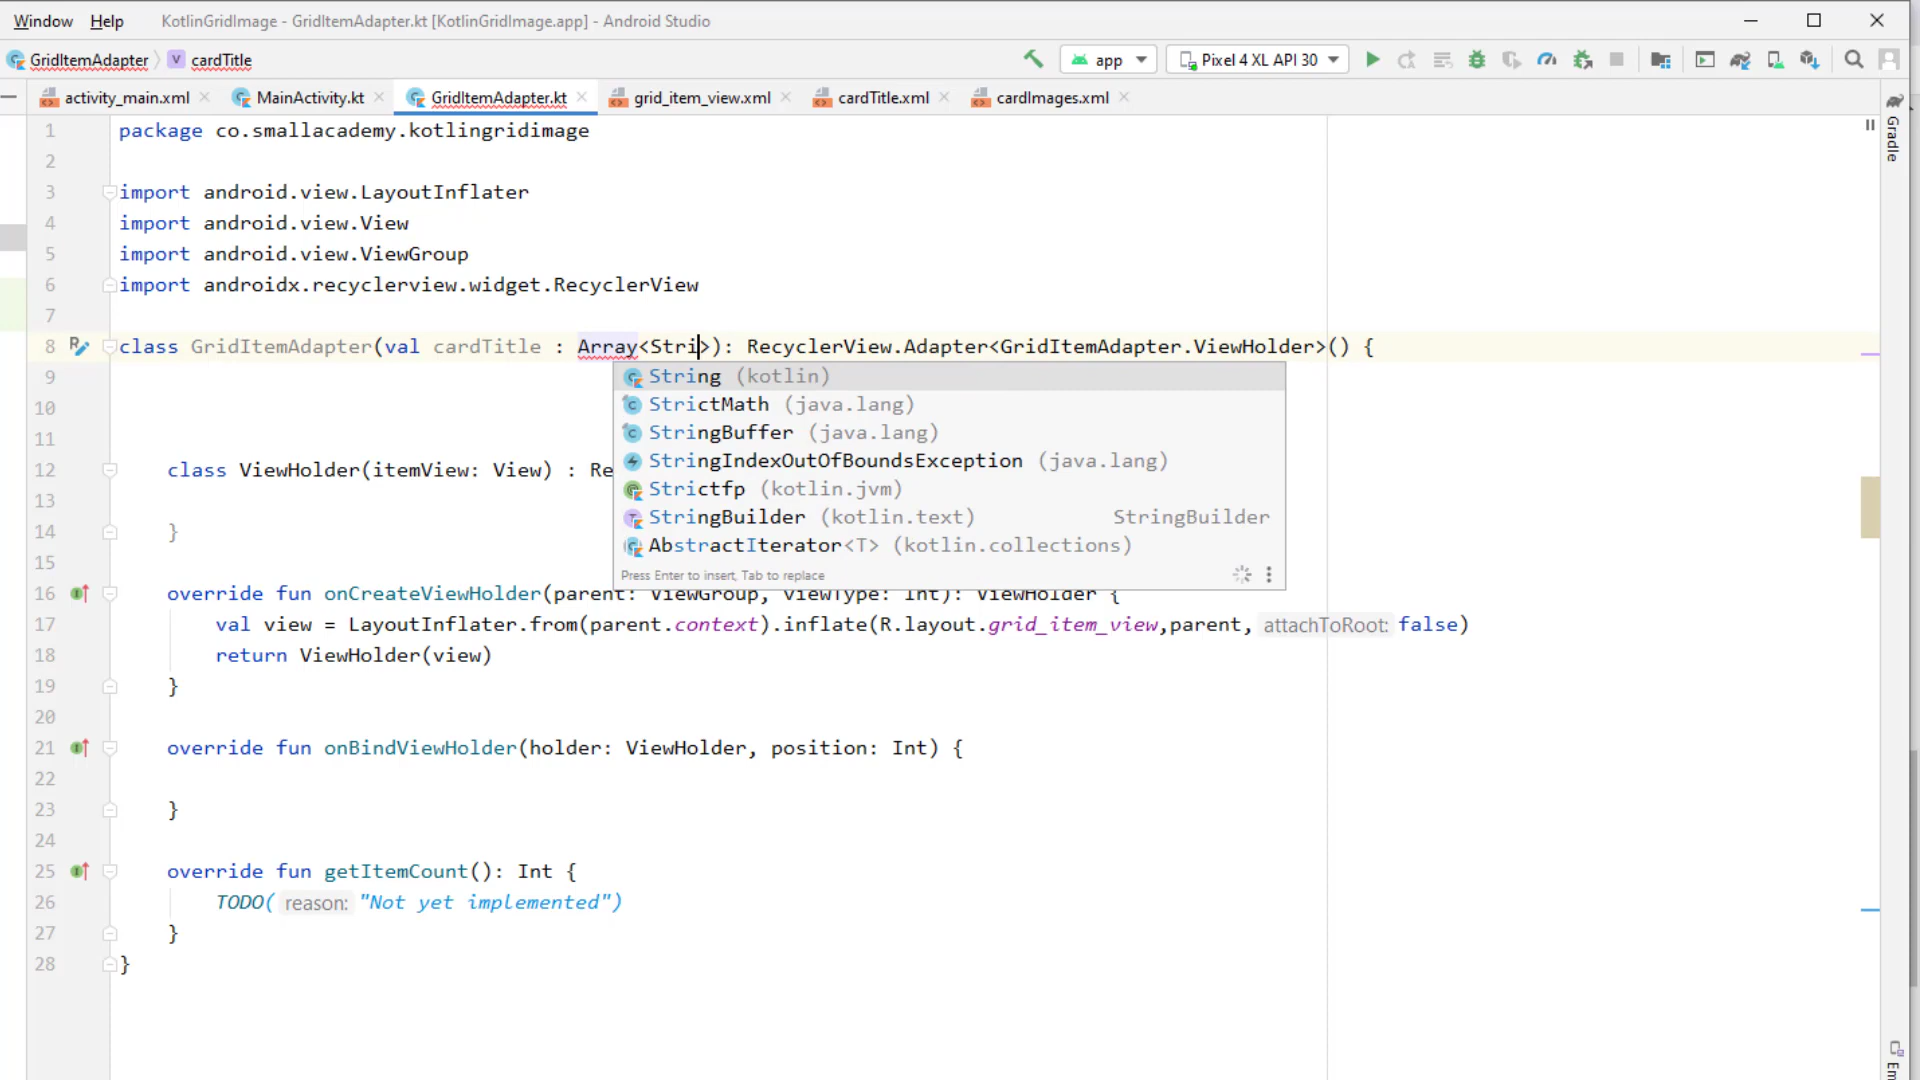 Window Help KotlinGridImage - GridItemAdapter.kt [KotlinGridImage.app] - Android Studio
GridItemAdapter cardTitle app Pixel 4 XL API 30
activity_main.xml MainActivity.kt GridItemAdapter.kt grid_item_view.xml cardTitle.xml cardImages.xml
Gradle
1 package co.smallacademy.kotlingridimage
2
3 import android.view.LayoutInflater
4 import android.view.View
5 import android.view.ViewGroup
6 import androidx.recyclerview.widget.RecyclerView
7
8 class GridItemAdapter(val cardTitle : Array<Stri>): RecyclerView.Adapter<GridItemAdapter.ViewHolder>() {
9
String (kotlin)
10
StrictMath (java.lang)
11
StringBuffer (java.lang)
12 class ViewHolder(itemView: View) : Re
StringIndexOutOfBoundsException (java.lang)
13
Strictfp (kotlin.jvm)
14 }
StringBuilder (kotlin.text) StringBuilder
15
AbstractIterator<T> (kotlin.collections)
Press Enter to insert, Tab to replace
16 override fun onCreateViewHolder(parent: ViewGroup, viewType: Int): ViewHolder {
17 val view = LayoutInflater.from(parent.context).inflate(R.layout.grid_item_view,parent, attachToRoot: false)
18 return ViewHolder(view)
19 }
20
21 override fun onBindViewHolder(holder: ViewHolder, position: Int) {
22
23 }
24
25 override fun getItemCount(): Int {
26 TODO( reason: "Not yet implemented")
27 }
28 }
Em